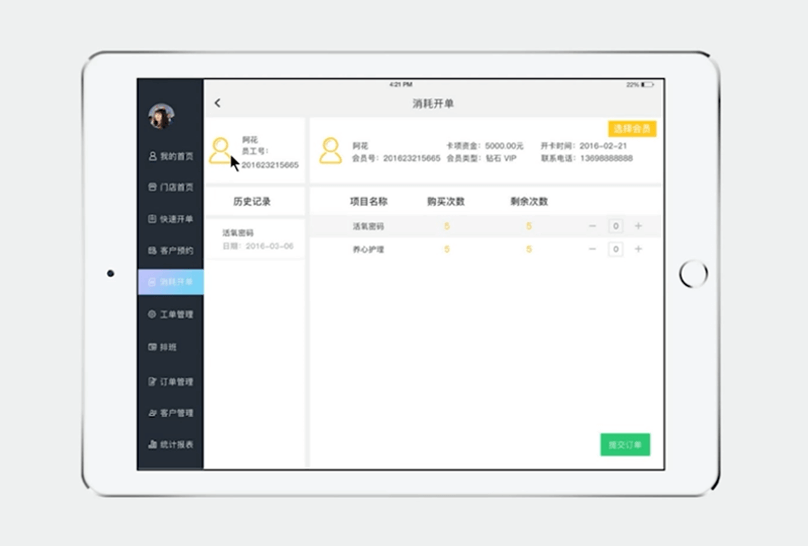 4:21 PM
22%
消耗开单
我的首页
门店首页
快速开单
客户预约
消耗开单
工单管理
排班
订单管理
客户管理
统计报表
阿花
员工号：
201623215665
历史记录
活氧密码
日期：2016-03-06
选择会员
阿花
卡项资金：5000.00元
开卡时间：2016-02-21
会员号：201623215665
会员类型：钻石 VIP
联系电话：13698888888
项目名称
购买次数
剩余次数
活氧密码
5
5
− 0 +
养心护理
5
5
− 0 +
提交订单